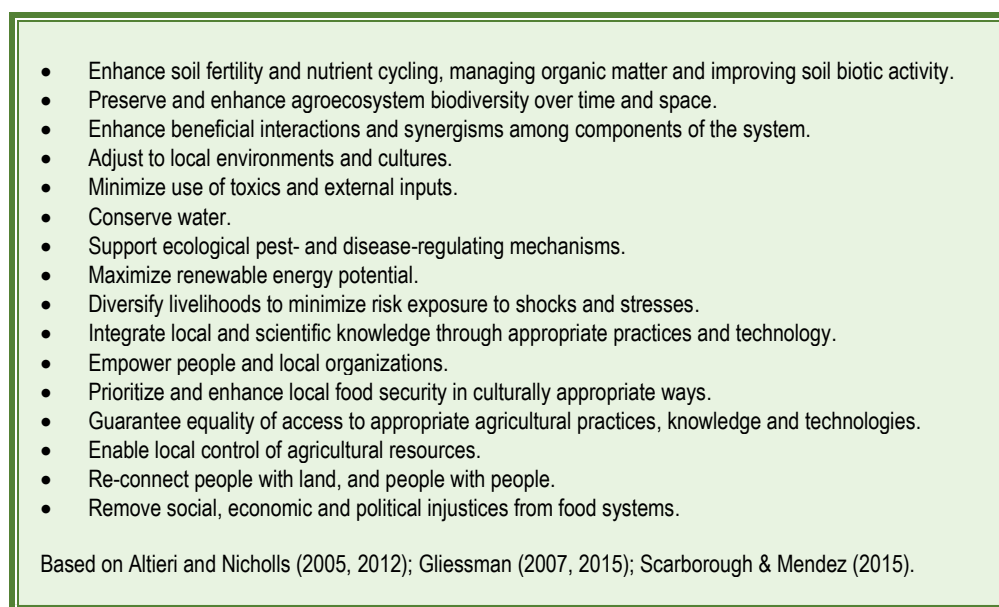 • Enhance soil fertility and nutrient cycling, managing organic matter and improving soil biotic activity.
• Preserve and enhance agroecosystem biodiversity over time and space.
• Enhance beneficial interactions and synergisms among components of the system.
• Adjust to local environments and cultures.
• Minimize use of toxics and external inputs.
• Conserve water.
• Support ecological pest- and disease-regulating mechanisms.
• Maximize renewable energy potential.
• Diversify livelihoods to minimize risk exposure to shocks and stresses.
• Integrate local and scientific knowledge through appropriate practices and technology.
• Empower people and local organizations.
• Prioritize and enhance local food security in culturally appropriate ways.
• Guarantee equality of access to appropriate agricultural practices, knowledge and technologies.
• Enable local control of agricultural resources.
• Re-connect people with land, and people with people.
• Remove social, economic and political injustices from food systems.
Based on Altieri and Nicholls (2005, 2012); Gliessman (2007, 2015); Scarborough & Mendez (2015).